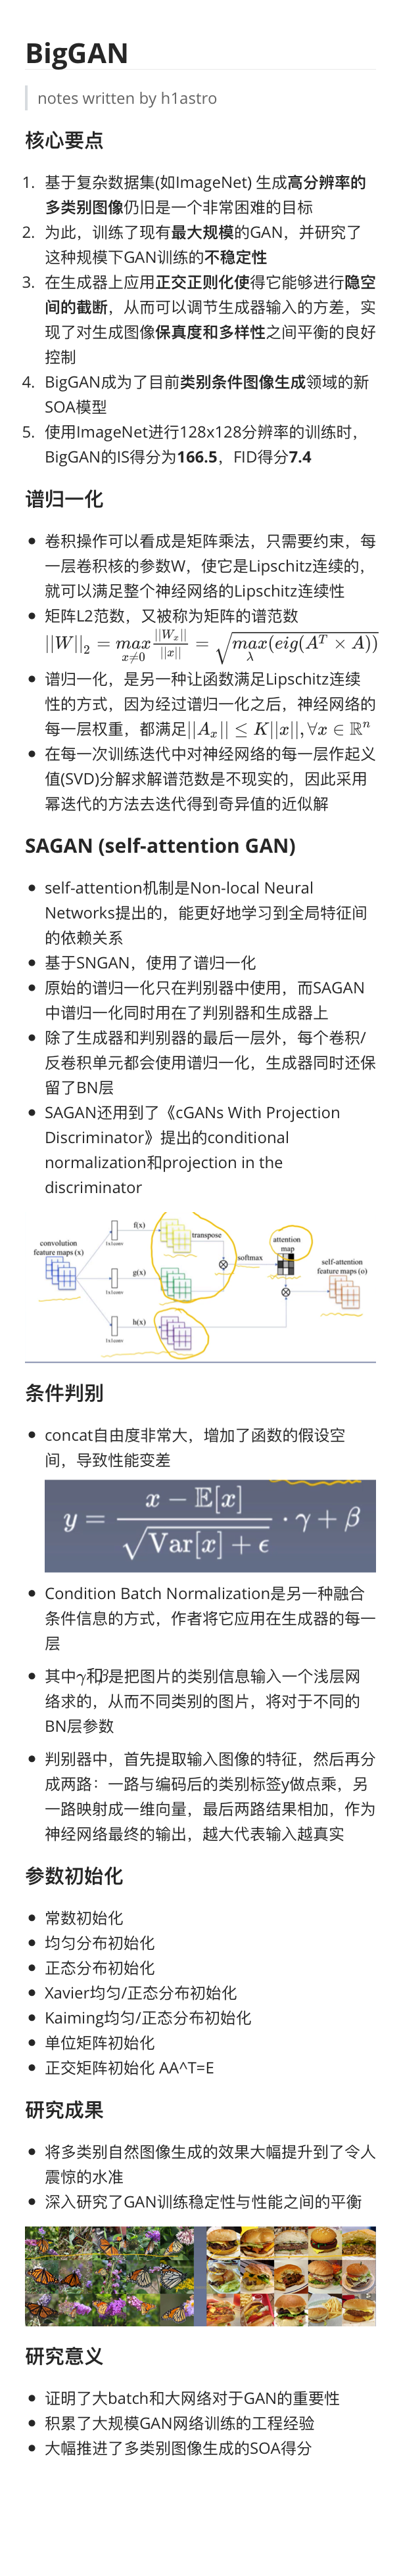 BigGAN
notes written by h1astro
核心要点
1. 基于复杂数据集(如ImageNet) 生成高分辨率的
多类别图像仍旧是一个非常困难的目标
2. 为此，训练了现有最大规模的GAN，并研究了
这种规模下GAN训练的不稳定性
3. 在生成器上应用正交正则化使得它能够进行隐空
间的截断，从而可以调节生成器输入的方差，实
现了对生成图像保真度和多样性之间平衡的良好
控制
4. BigGAN成为了目前类别条件图像生成领域的新
SOA模型
5. 使用ImageNet进行128x128分辨率的训练时，
BigGAN的IS得分为166.5，FID得分7.4
谱归一化
• 卷积操作可以看成是矩阵乘法，只需要约束，每
一层卷积核的参数W，使它是Lipschitz连续的，
就可以满足整个神经网络的Lipschitz连续性
• 矩阵L2范数，又被称为矩阵的谱范数
||W||₂ = max_{x≠0} ||W_x||/||x|| = √(max_λ(eig(A^T × A)))
• 谱归一化，是另一种让函数满足Lipschitz连续
性的方式，因为经过谱归一化之后，神经网络的
每一层权重，都满足||A_x|| ≤ K||x||, ∀x ∈ ℝⁿ
• 在每一次训练迭代中对神经网络的每一层作起义
值(SVD)分解求解谱范数是不现实的，因此采用
幂迭代的方法去迭代得到奇异值的近似解
SAGAN (self-attention GAN)
• self-attention机制是Non-local Neural
Networks提出的，能更好地学习到全局特征间
的依赖关系
• 基于SNGAN，使用了谱归一化
• 原始的谱归一化只在判别器中使用，而SAGAN
中谱归一化同时用在了判别器和生成器上
• 除了生成器和判别器的最后一层外，每个卷积/
反卷积单元都会使用谱归一化，生成器同时还保
留了BN层
• SAGAN还用到了《cGANs With Projection
Discriminator》提出的conditional
normalization和projection in the
discriminator
convolution
feature maps (x)
f(x)
1x1conv
transpose
g(x)
1x1conv
softmax
attention
map
h(x)
1x1conv
self-attention
feature maps (o)
条件判别
• concat自由度非常大，增加了函数的假设空
间，导致性能变差
y = (x − 𝔼[x]) / √(Var[x] + ϵ) · γ + β
• Condition Batch Normalization是另一种融合
条件信息的方式，作者将它应用在生成器的每一
层
• 其中γ和β是把图片的类别信息输入一个浅层网
络求的，从而不同类别的图片，将对于不同的
BN层参数
• 判别器中，首先提取输入图像的特征，然后再分
成两路：一路与编码后的类别标签y做点乘，另
一路映射成一维向量，最后两路结果相加，作为
神经网络最终的输出，越大代表输入越真实
参数初始化
• 常数初始化
• 均匀分布初始化
• 正态分布初始化
• Xavier均匀/正态分布初始化
• Kaiming均匀/正态分布初始化
• 单位矩阵初始化
• 正交矩阵初始化 AA^T=E
研究成果
• 将多类别自然图像生成的效果大幅提升到了令人
震惊的水准
• 深入研究了GAN训练稳定性与性能之间的平衡
研究意义
• 证明了大batch和大网络对于GAN的重要性
• 积累了大规模GAN网络训练的工程经验
• 大幅推进了多类别图像生成的SOA得分